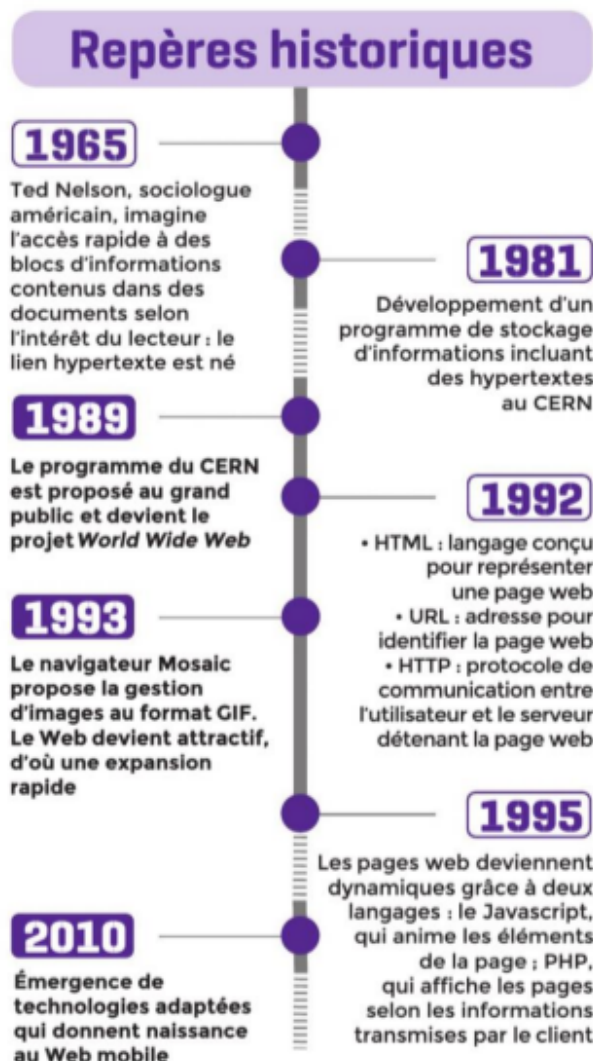 Repères historiques
1965
Ted Nelson, sociologue
américain, imagine
l'accès rapide à des
blocs d'informations
contenus dans des
documents selon
l'intérêt du lecteur : le
lien hypertexte est né
1981
Développement d'un
programme de stockage
d'informations incluant
des hypertextes
au CERN
1989
Le programme du CERN
est proposé au grand
public et devient le
projet World Wide Web
1992
• HTML : langage conçu
pour représenter
une page web
• URL : adresse pour
identifier la page web
• HTTP : protocole de
communication entre
l'utilisateur et le serveur
détenant la page web
1993
Le navigateur Mosaic
propose la gestion
d'images au format GIF.
Le Web devient attractif,
d'où une expansion
rapide
1995
Les pages web deviennent
dynamiques grâce à deux
langages : le Javascript,
qui anime les éléments
de la page ; PHP,
qui affiche les pages
selon les informations
transmises par le client
2010
Émergence de
technologies adaptées
qui donnent naissance
au Web mobile